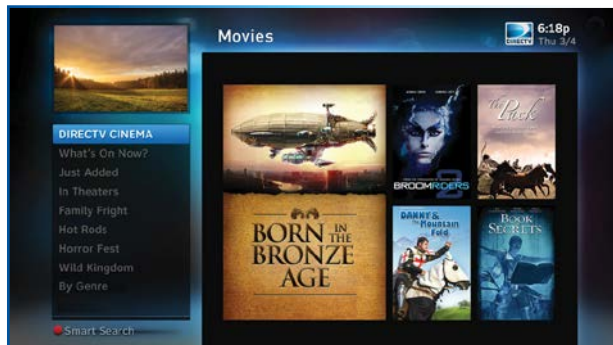 Movies
DIRECTV
6:18p
Thu 3/4
DIRECTV CINEMA
What's On Now?
Just Added
In Theaters
Family Fright
Hot Rods
Horror Fest
Wild Kingdom
By Genre
Smart Search
BORN IN THE
BRONZE
AGE
BROOMRIDERS
2
The
Pack
DANNY &
The Mountain
Fold
BOOK
SECRETS